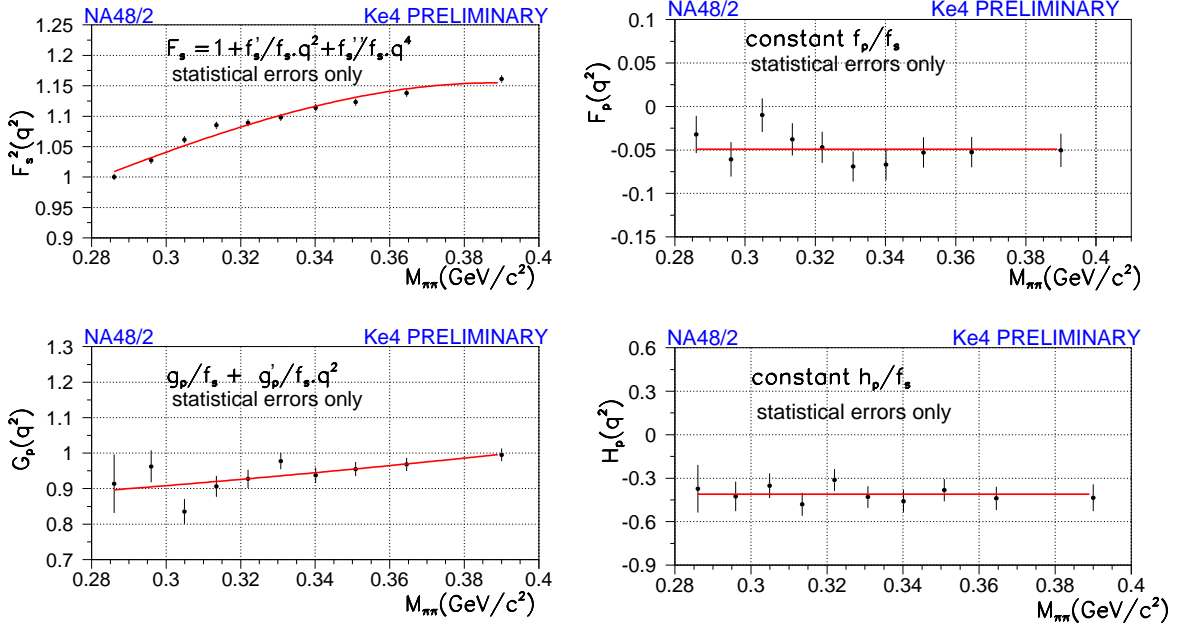 NA48/2 Ke4 PRELIMINARY
F_s = 1 + f_s'/f_s.q^2 + f_s''/f_s.q^4
statistical errors only
F_s^2(q^2)
1.25
1.2
1.15
1.1
1.05
1
0.95
0.9
0.28 0.3 0.32 0.34 0.36 0.38 0.4
M_ππ(GeV/c^2)
NA48/2 Ke4 PRELIMINARY
constant f_p/f_s
statistical errors only
F_p(q^2)
0.1
0.05
0
-0.05
-0.1
-0.15
0.28 0.3 0.32 0.34 0.36 0.38 0.4
M_ππ(GeV/c^2)
NA48/2 Ke4 PRELIMINARY
g_p/f_s + g_p'/f_s.q^2
statistical errors only
G_p(q^2)
1.3
1.2
1.1
1
0.9
0.8
0.7
0.28 0.3 0.32 0.34 0.36 0.38 0.4
M_ππ(GeV/c^2)
NA48/2 Ke4 PRELIMINARY
constant h_p/f_s
statistical errors only
H_p(q^2)
0.6
0.3
0
-0.3
-0.6
-0.9
0.28 0.3 0.32 0.34 0.36 0.38 0.4
M_ππ(GeV/c^2)